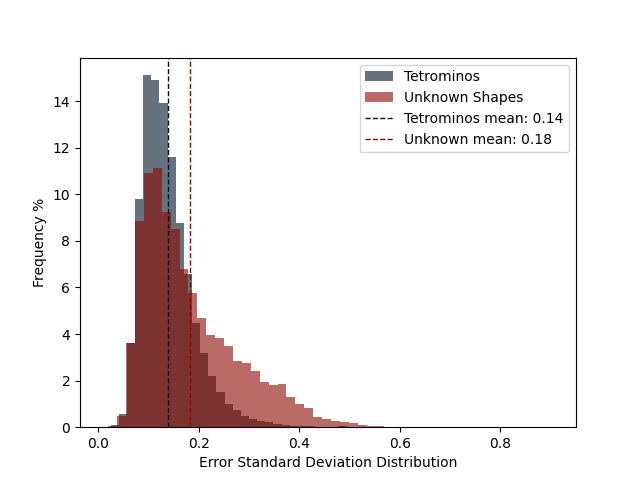 Tetrominos
Unknown Shapes
Tetrominos mean: 0.14
Unknown mean: 0.18
Frequency %
14
12
10
8
6
4
2
0
0.0 0.2 0.4 0.6 0.8
Error Standard Deviation Distribution